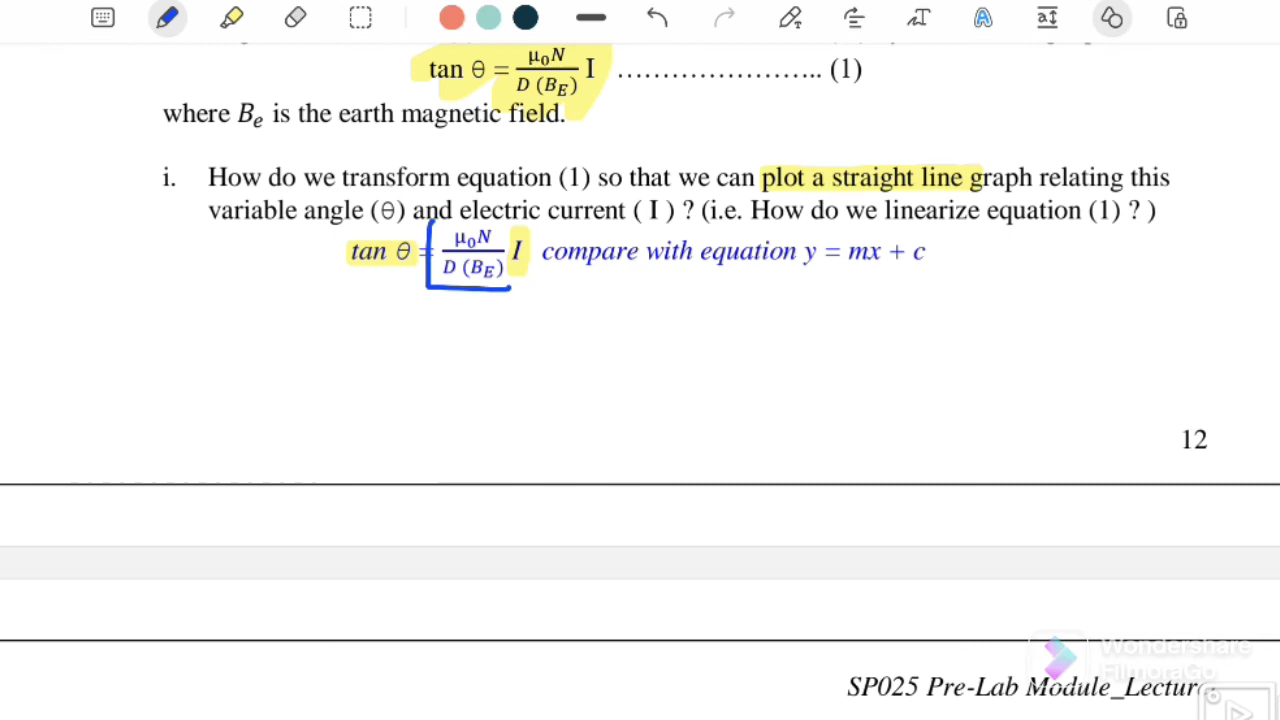 tan θ = μ₀N / D (B_E) I ………………….. (1)
where B_e is the earth magnetic field.
i. How do we transform equation (1) so that we can plot a straight line graph relating this
variable angle (θ) and electric current ( I ) ? (i.e. How do we linearize equation (1) ? )
tan θ = μ₀N / D (B_E) I compare with equation y = mx + c
12
Wondershare
FilmoraGo
SP025 Pre-Lab Module_Lecture